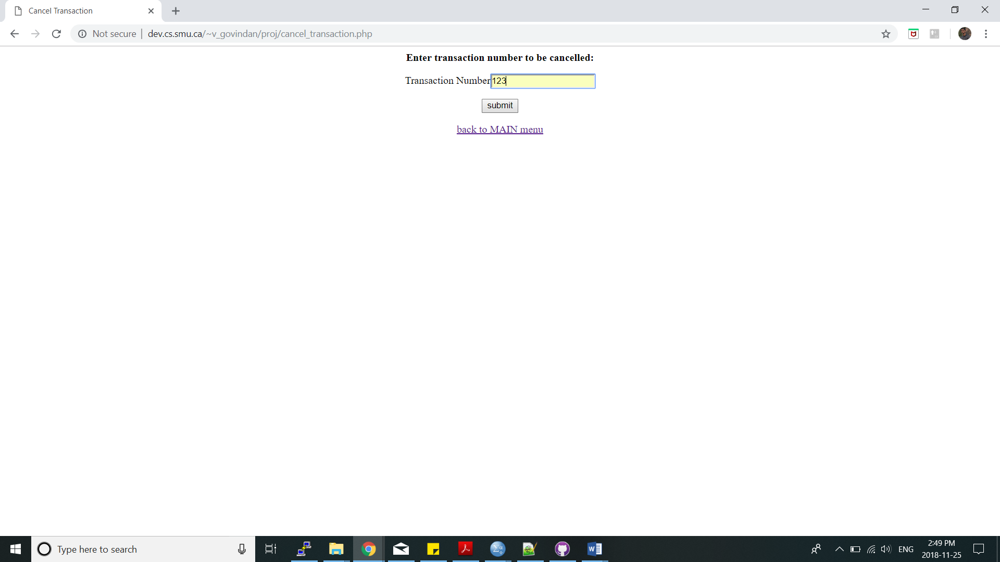 Cancel Transaction
Not secure | dev.cs.smu.ca/~v_govindan/proj/cancel_transaction.php
Enter transaction number to be cancelled:
Transaction Number 123
submit
back to MAIN menu
Type here to search
ENG
2:49 PM
2018-11-25